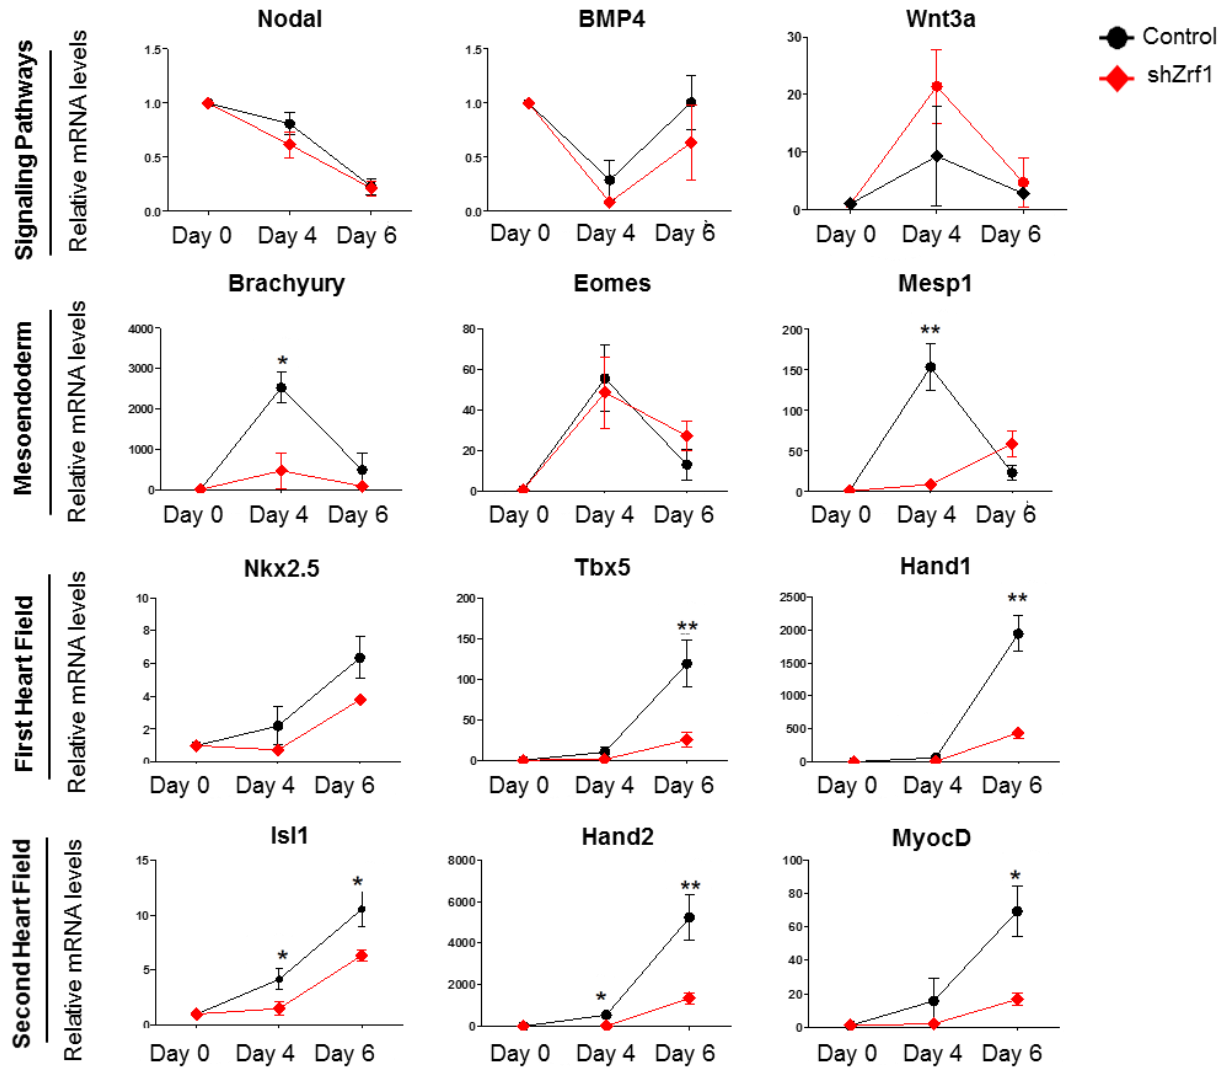 Nodal
BMP4
Wnt3a
Control
shZrf1
Signaling Pathways
Relative mRNA levels
1.5
1.0
0.5
0.0
Day 0 Day 4 Day 6
1.5
1.0
0.5
0.0
Day 0 Day 4 Day 6
30
20
10
0
Day 0 Day 4 Day 6
Mesoendoderm
Relative mRNA levels
Brachyury
4000
3000
2000
1000
0
*
Day 0 Day 4 Day 6
Eomes
80
60
40
20
0
Day 0 Day 4 Day 6
Mesp1
200
150
100
50
0
**
Day 0 Day 4 Day 6
First Heart Field
Relative mRNA levels
Nkx2.5
10
8
6
4
2
0
Day 0 Day 4 Day 6
Tbx5
200
150
100
50
0
**
Day 0 Day 4 Day 6
Hand1
2500
2000
1500
1000
500
0
**
Day 0 Day 4 Day 6
Second Heart Field
Relative mRNA levels
Isl1
15
10
5
0
*
*
Day 0 Day 4 Day 6
Hand2
8000
6000
4000
2000
0
*
**
Day 0 Day 4 Day 6
MyocD
100
80
60
40
20
0
*
Day 0 Day 4 Day 6